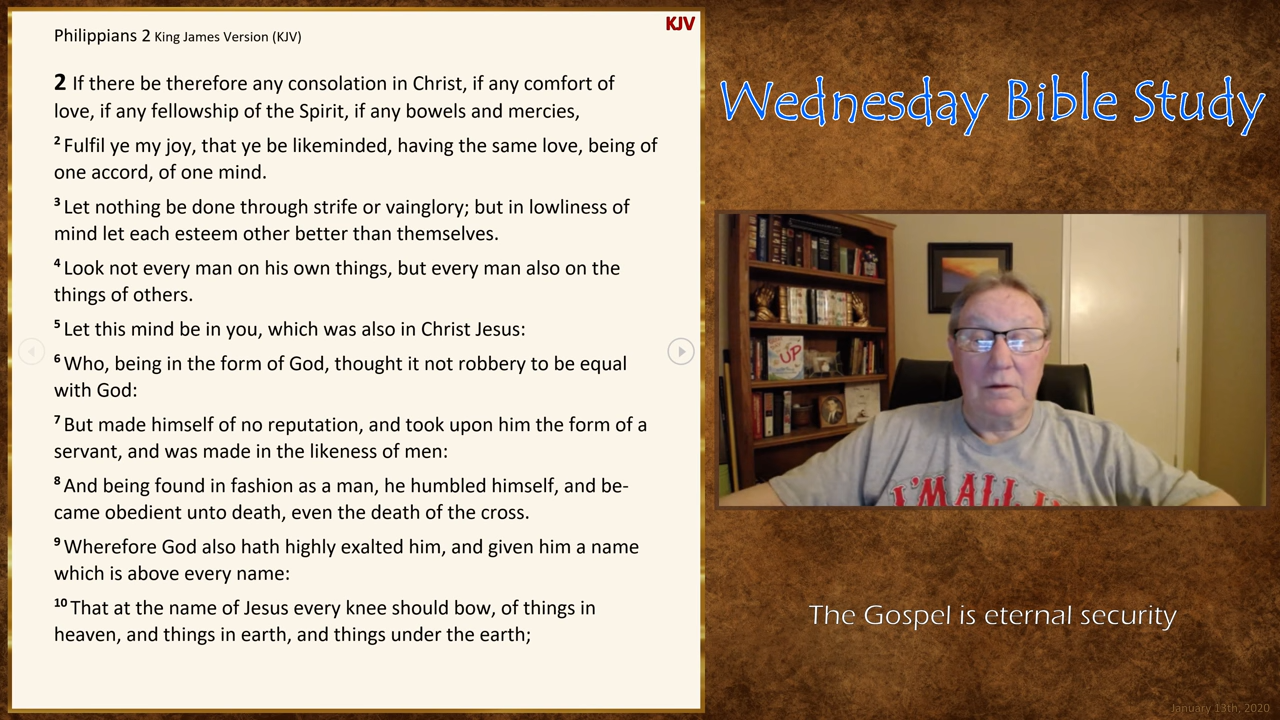 KJV
Philippians 2 King James Version (KJV)
2 If there be therefore any consolation in Christ, if any comfort of
love, if any fellowship of the Spirit, if any bowels and mercies,
2 Fulfil ye my joy, that ye be likeminded, having the same love, being of
one accord, of one mind.
3 Let nothing be done through strife or vainglory; but in lowliness of
mind let each esteem other better than themselves.
4 Look not every man on his own things, but every man also on the
things of others.
5 Let this mind be in you, which was also in Christ Jesus:
6 Who, being in the form of God, thought it not robbery to be equal
with God:
7 But made himself of no reputation, and took upon him the form of a
servant, and was made in the likeness of men:
8 And being found in fashion as a man, he humbled himself, and be-
came obedient unto death, even the death of the cross.
9 Wherefore God also hath highly exalted him, and given him a name
which is above every name:
10 That at the name of Jesus every knee should bow, of things in
heaven, and things in earth, and things under the earth;
Wednesday Bible Study
UP
I'M ALL
The Gospel is eternal security
January 13th, 2020